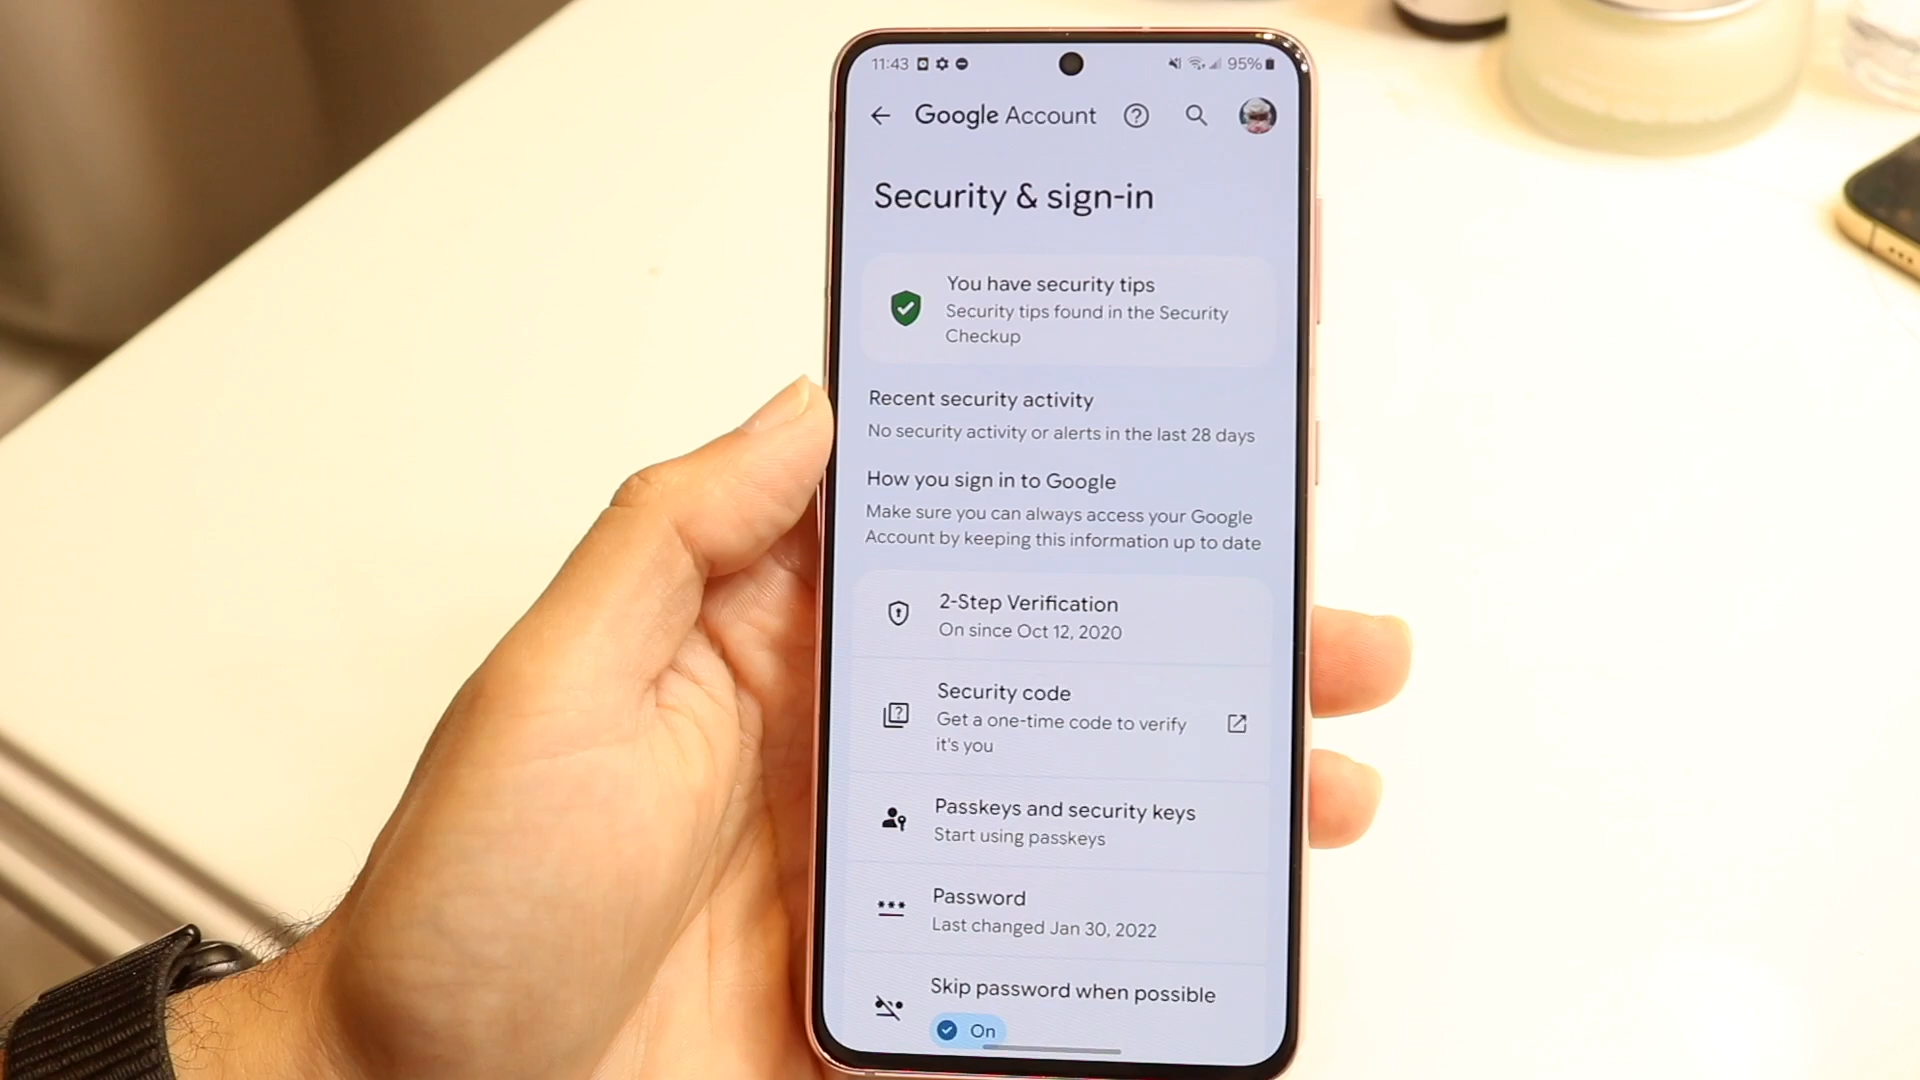 11:43 95%
Google Account
Security & sign-in
You have security tips
Security tips found in the Security
Checkup
Recent security activity
No security activity or alerts in the last 28 days
How you sign in to Google
Make sure you can always access your Google
Account by keeping this information up to date
2-Step Verification
On since Oct 12, 2020
Security code
Get a one-time code to verify
it's you
Passkeys and security keys
Start using passkeys
Password
Last changed Jan 30, 2022
Skip password when possible
On